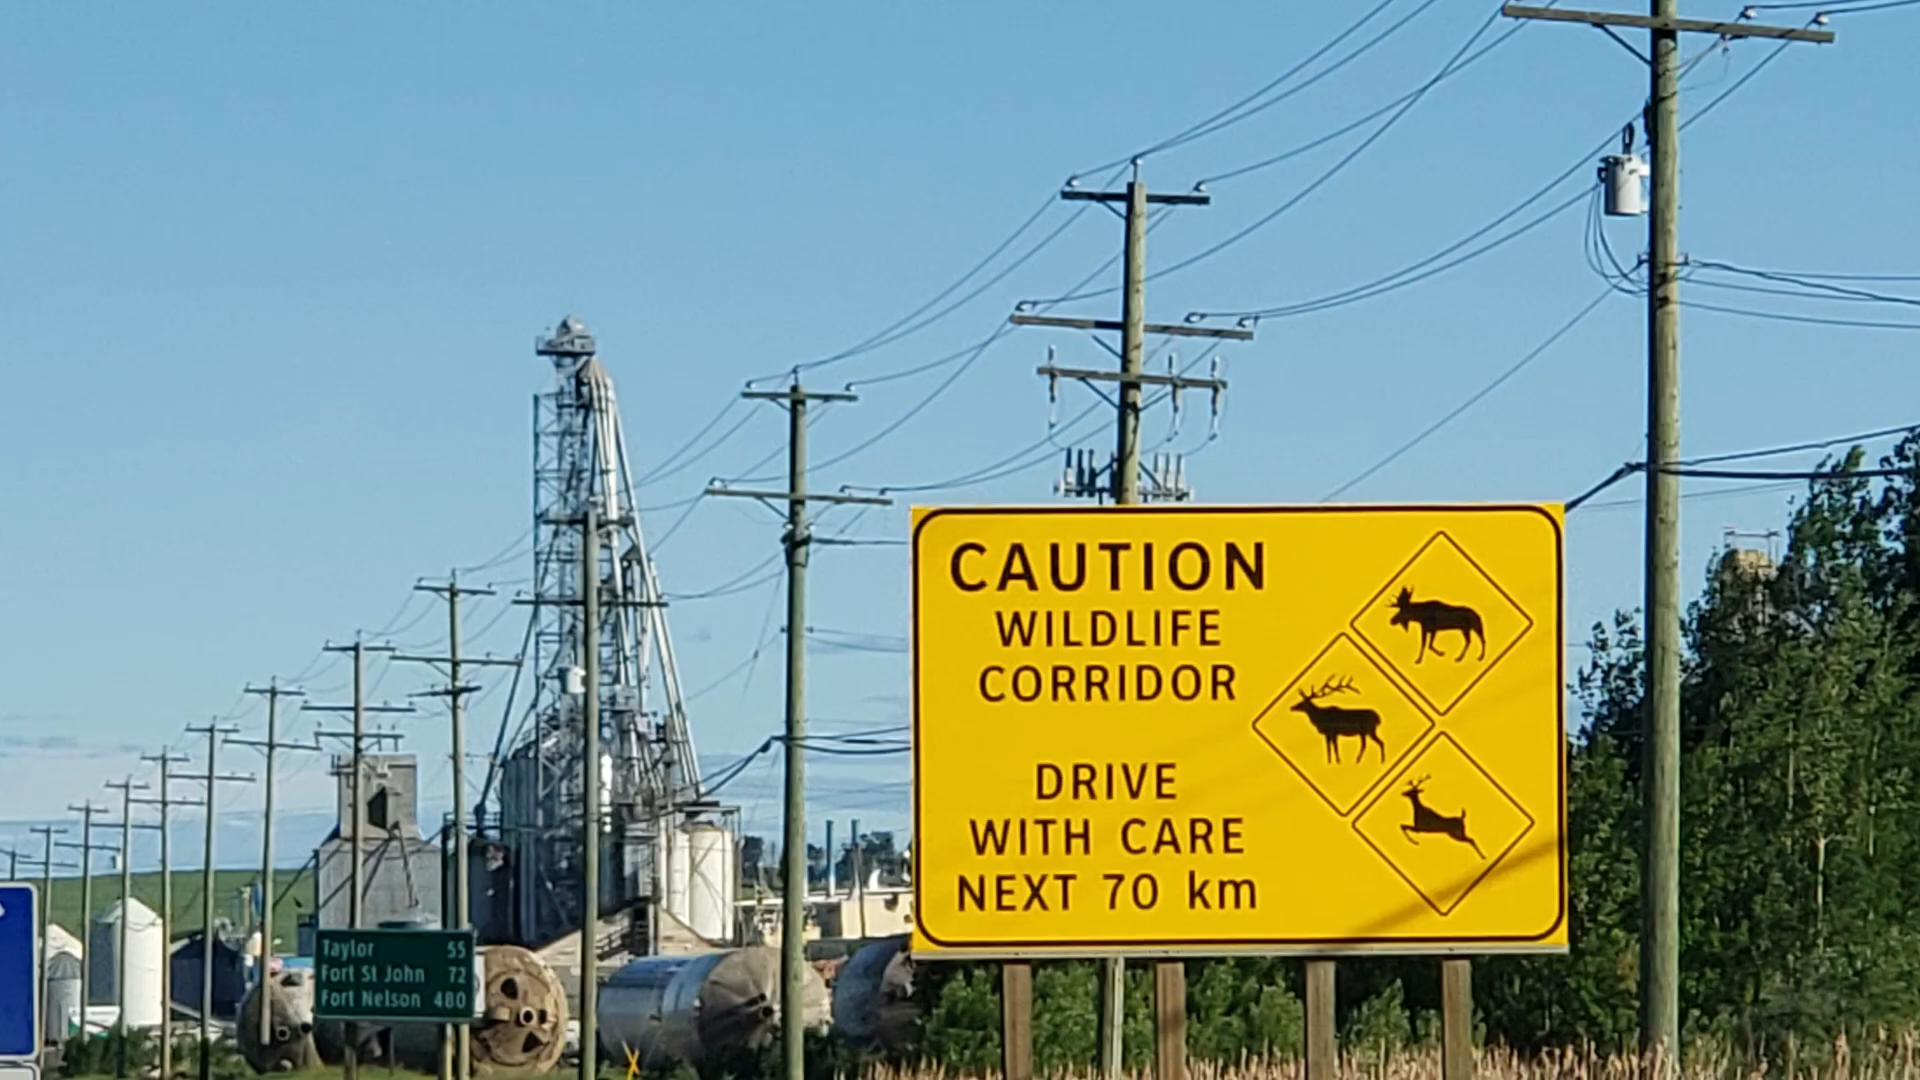 CAUTION
WILDLIFE
CORRIDOR
DRIVE
WITH CARE
NEXT 70 km
Taylor 55
Fort St John 72
Fort Nelson 480